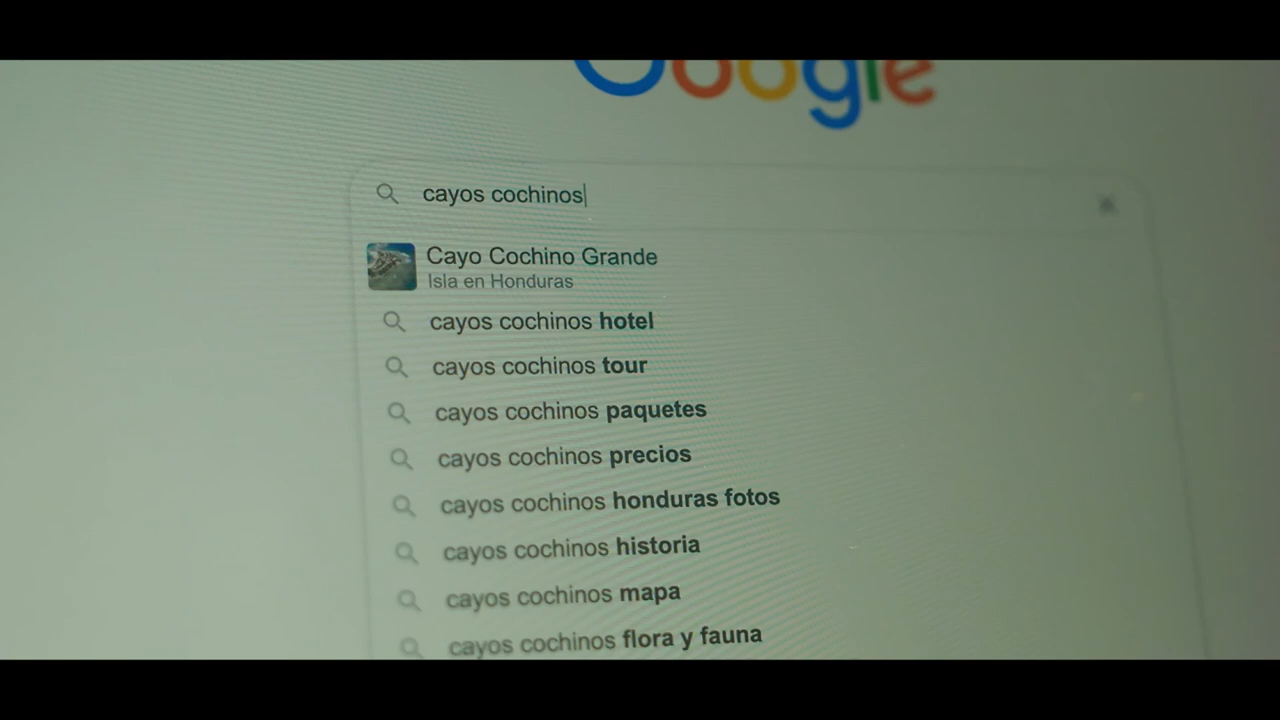 Google
cayos cochinos
Cayo Cochino Grande
Isla en Honduras
cayos cochinos hotel
cayos cochinos tour
cayos cochinos paquetes
cayos cochinos precios
cayos cochinos honduras fotos
cayos cochinos historia
cayos cochinos mapa
cayos cochinos flora y fauna